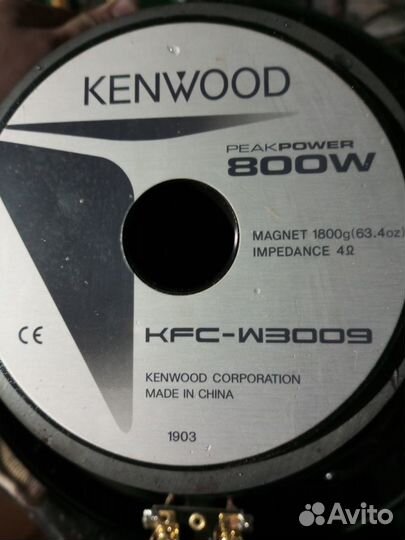 KENWOOD
PEAKPOWER
800W
MAGNET 1800g(63.4oz)
IMPEDANCE 4Ω
CE
KFC-W3009
KENWOOD CORPORATION
MADE IN CHINA
1903
Avito